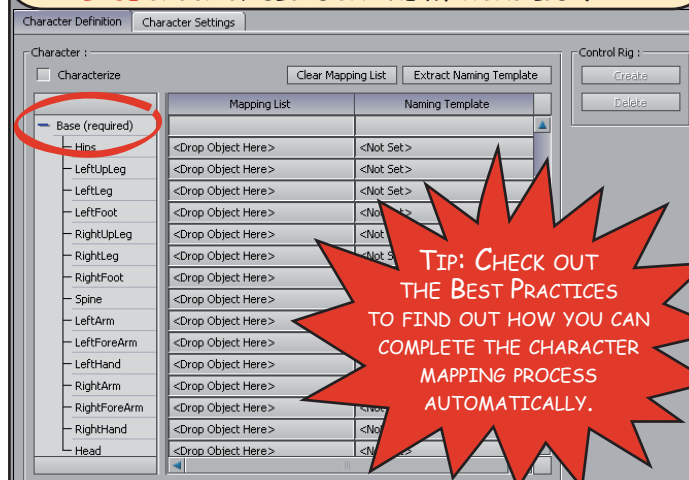 Character Definition Character Settings
Character : Control Rig :
Characterize Clear Mapping List Extract Naming Template Create
Mapping List Naming Template Delete
Base (required)
Hips <Drop Object Here> <Not Set>
LeftUpLeg <Drop Object Here> <Not Set>
LeftLeg <Drop Object Here> <Not Set>
LeftFoot <Drop Object Here>
RightUpLeg <Drop Object Here> <Not
RightLeg <Drop Object Here>
RightFoot <Drop Object Here>
Spine <Drop Object Here>
LeftArm <Drop Object Here>
LeftForeArm <Drop Object Here>
LeftHand <Drop Object Here>
RightArm <Drop Object Here>
RightForeArm <Drop Object Here>
RightHand <Drop Object Here>
Head <Drop Object Here>
TIP: CHECK OUT
THE BEST PRACTICES
TO FIND OUT HOW YOU CAN
COMPLETE THE CHARACTER
MAPPING PROCESS
AUTOMATICALLY.